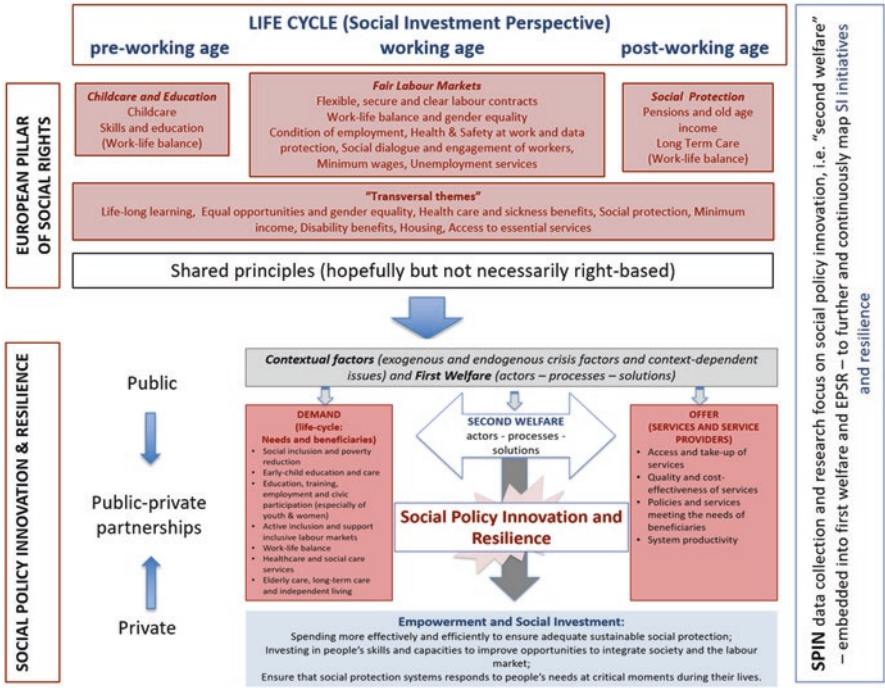 LIFE CYCLE (Social Investment Perspective)
pre-working age
working age
post-working age
EUROPEAN PILLAR
OF SOCIAL RIGHTS
Childcare and Education
Childcare
Skills and education
(Work-life balance)
Fair Labour Markets
Flexible, secure and clear labour contracts
Work-life balance and gender equality
Condition of employment, Health & Safety at work and data
protection, Social dialogue and engagement of workers,
Minimum wages, Unemployment services
Social Protection
Pensions and old age
income
Long Term Care
(Work-life balance)
"Transversal themes"
Life-long learning, Equal opportunities and gender equality, Health care and sickness benefits, Social protection, Minimum
income, Disability benefits, Housing, Access to essential services
Shared principles (hopefully but not necessarily right-based)
SOCIAL POLICY INNOVATION & RESILIENCE
Public
Public-private
partnerships
Private
Contextual factors (exogenous and endogenous crisis factors and context-dependent
issues) and First Welfare (actors – processes – solutions)
DEMAND
(life-cycle:
Needs and beneficiaries)
• Social inclusion and poverty
reduction
• Early-child education and care
• Education, training,
employment and civic
participation (especially of
youth & women)
• Active inclusion and support
inclusive labour markets
• Work-life balance
• Healthcare and social care
services
• Elderly care, long-term care
and independent living
SECOND WELFARE
actors - processes -
solutions
Social Policy Innovation and
Resilience
OFFER
(SERVICES AND SERVICE
PROVIDERS)
• Access and take-up of
services
• Quality and cost-
effectiveness of services
• Policies and services
meeting the needs of
beneficiaries
• System productivity
Empowerment and Social Investment:
Spending more effectively and efficiently to ensure adequate sustainable social protection;
Investing in people's skills and capacities to improve opportunities to integrate society and the labour
market;
Ensure that social protection systems responds to people's needs at critical moments during their lives.
SPIN data collection and research focus on social policy innovation, i.e. "second welfare"
– embedded into first welfare and EPSR – to further and continuously map SI initiatives
and resilience